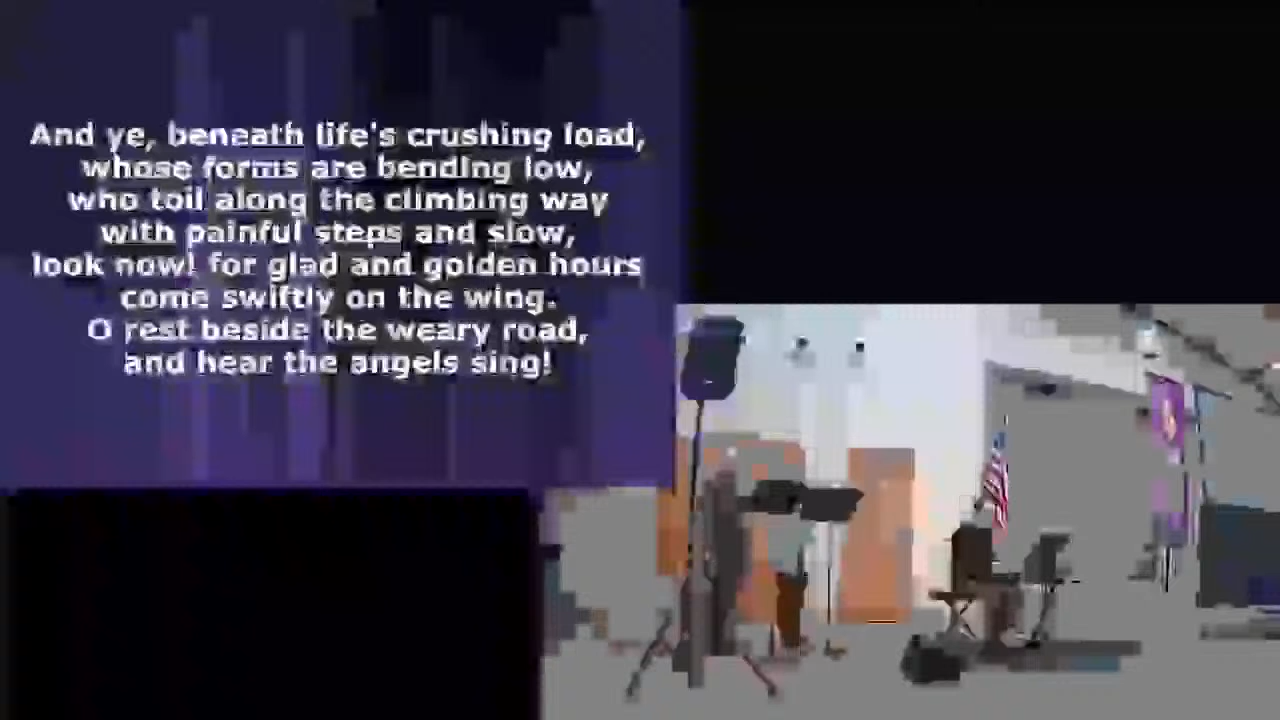 And ye, beneath life's crushing load,
whose forms are bending low,
who toil along the climbing way
with painful steps and slow,
look now! for glad and golden hours
come swiftly on the wing.
O rest beside the weary road,
and hear the angels sing!